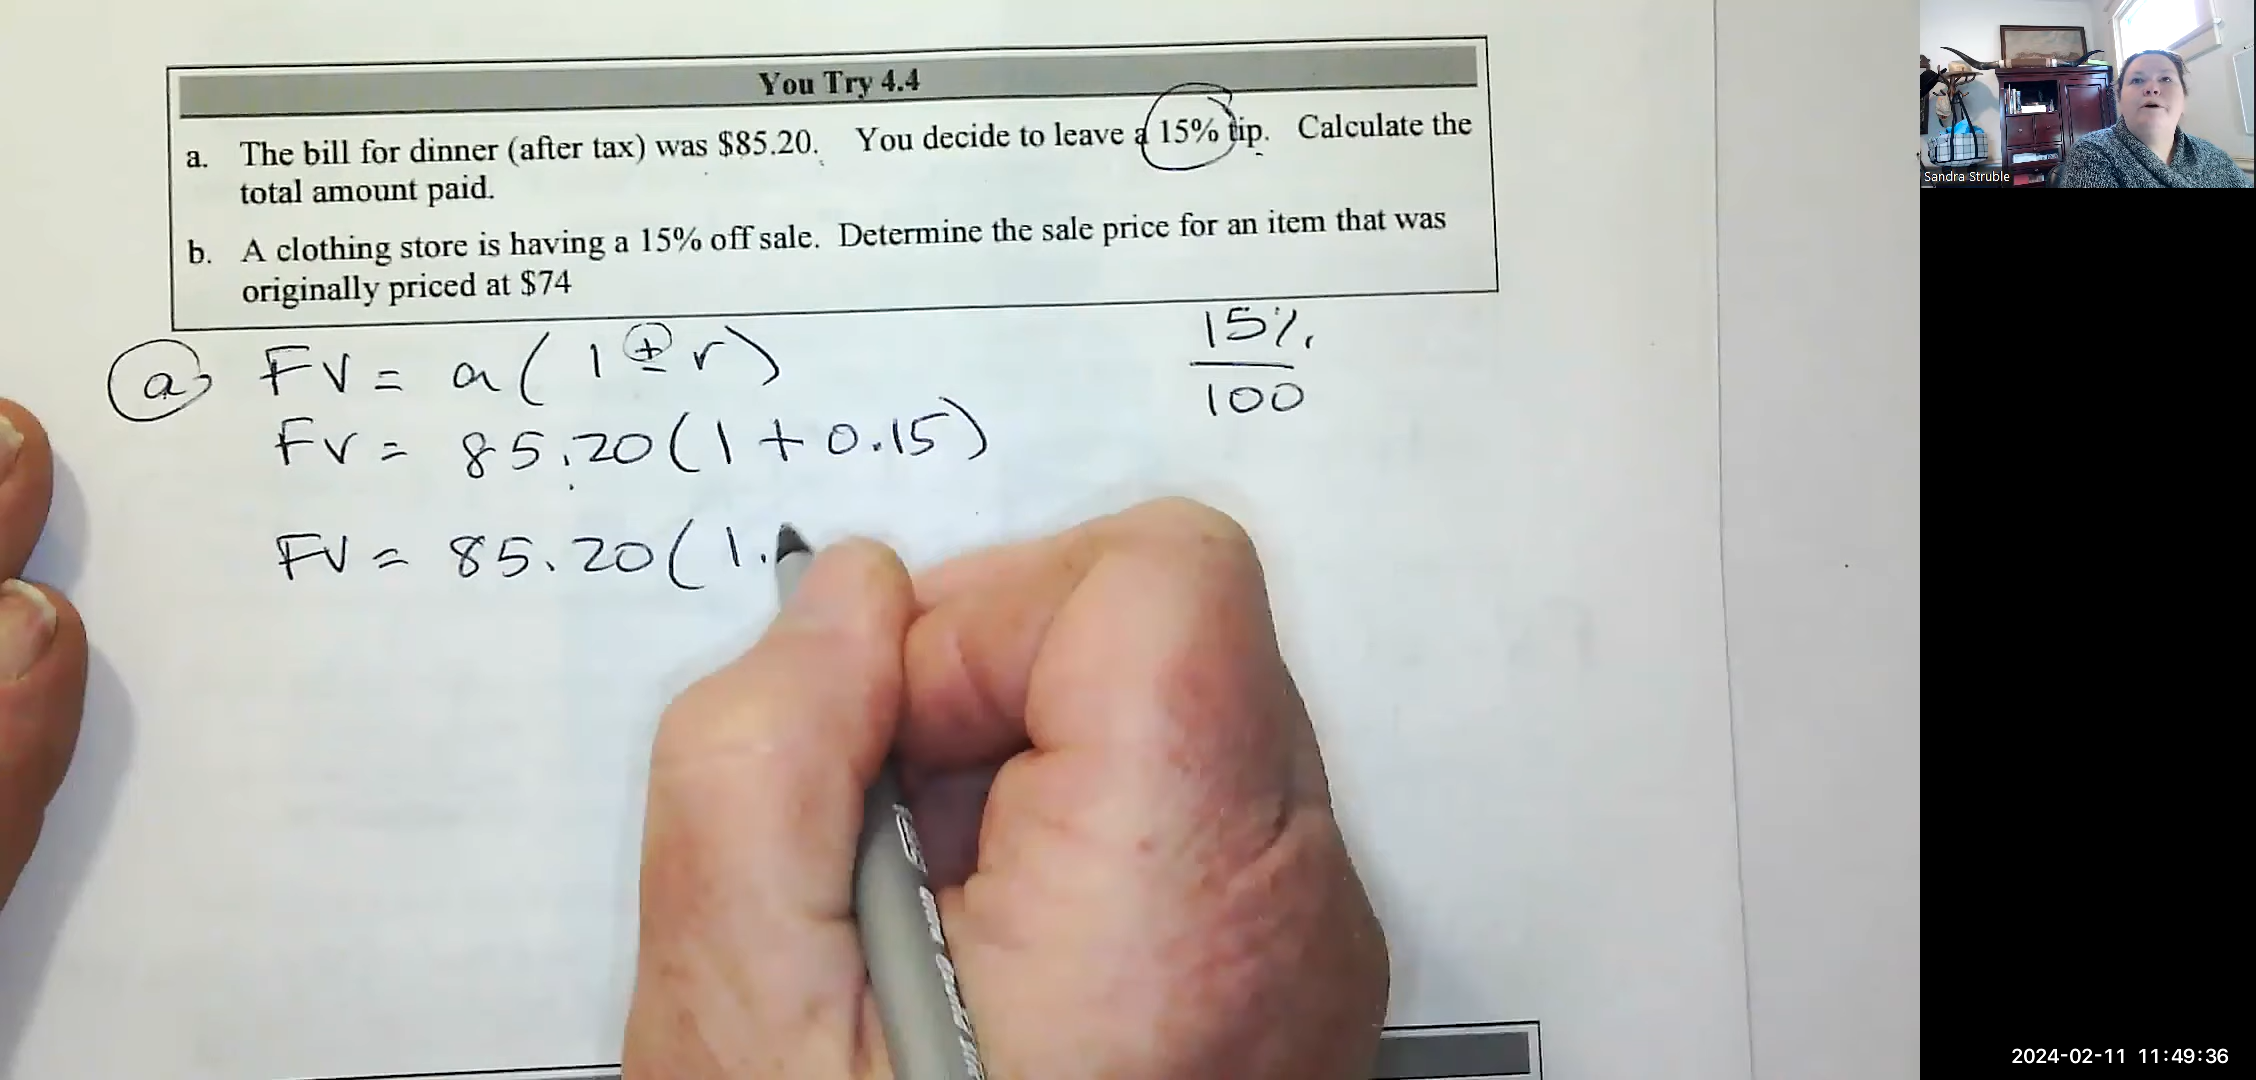 You Try 4.4
a. The bill for dinner (after tax) was $85.20. You decide to leave a 15% tip. Calculate the
total amount paid.
b. A clothing store is having a 15% off sale. Determine the sale price for an item that was
originally priced at $74
15%
100
a) FV = a(1 ± r)
FV = 85.20(1 + 0.15)
FV = 85.20(1.
Sandra Struble
2024-02-11 11:49:36